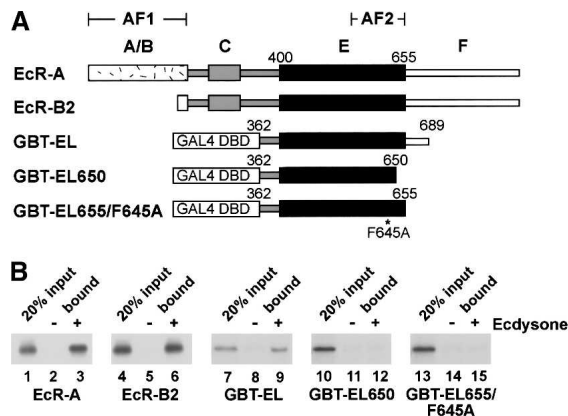 AF1 AF2
A A/B C 400 E 655 F
EcR-A
EcR-B2
362 689
GBT-EL GAL4 DBD
362 650
GBT-EL650 GAL4 DBD
362 655
GBT-EL655/F645A GAL4 DBD
*
F645A
B 20% input bound 20% input bound 20% input bound 20% input bound 20% input bound
- + - + - + - + - + Ecdysone
1 2 3 4 5 6 7 8 9 10 11 12 13 14 15
EcR-A EcR-B2 GBT-EL GBT-EL650 GBT-EL655/
F645A